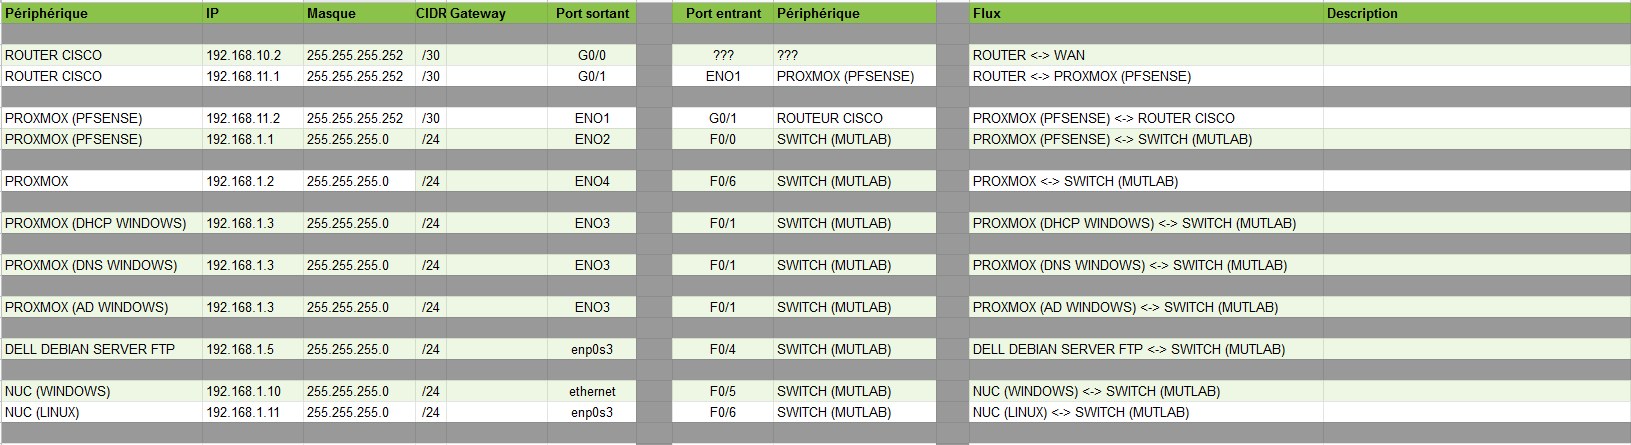 Périphérique IP Masque CIDR Gateway Port sortant Port entrant Périphérique Flux Description
ROUTER CISCO 192.168.10.2 255.255.255.252 /30 G0/0 ??? ??? ROUTER <-> WAN
ROUTER CISCO 192.168.11.1 255.255.255.252 /30 G0/1 ENO1 PROXMOX (PFSENSE) ROUTER <-> PROXMOX (PFSENSE)
PROXMOX (PFSENSE) 192.168.11.2 255.255.255.252 /30 ENO1 G0/1 ROUTEUR CISCO PROXMOX (PFSENSE) <-> ROUTER CISCO
PROXMOX (PFSENSE) 192.168.1.1 255.255.255.0 /24 ENO2 F0/0 SWITCH (MUTLAB) PROXMOX (PFSENSE) <-> SWITCH (MUTLAB)
PROXMOX 192.168.1.2 255.255.255.0 /24 ENO4 F0/6 SWITCH (MUTLAB) PROXMOX <-> SWITCH (MUTLAB)
PROXMOX (DHCP WINDOWS) 192.168.1.3 255.255.255.0 /24 ENO3 F0/1 SWITCH (MUTLAB) PROXMOX (DHCP WINDOWS) <-> SWITCH (MUTLAB)
PROXMOX (DNS WINDOWS) 192.168.1.3 255.255.255.0 /24 ENO3 F0/1 SWITCH (MUTLAB) PROXMOX (DNS WINDOWS) <-> SWITCH (MUTLAB)
PROXMOX (AD WINDOWS) 192.168.1.3 255.255.255.0 /24 ENO3 F0/1 SWITCH (MUTLAB) PROXMOX (AD WINDOWS) <-> SWITCH (MUTLAB)
DELL DEBIAN SERVER FTP 192.168.1.5 255.255.255.0 /24 enp0s3 F0/4 SWITCH (MUTLAB) DELL DEBIAN SERVER FTP <-> SWITCH (MUTLAB)
NUC (WINDOWS) 192.168.1.10 255.255.255.0 /24 ethernet F0/5 SWITCH (MUTLAB) NUC (WINDOWS) <-> SWITCH (MUTLAB)
NUC (LINUX) 192.168.1.11 255.255.255.0 /24 enp0s3 F0/6 SWITCH (MUTLAB) NUC (LINUX) <-> SWITCH (MUTLAB)